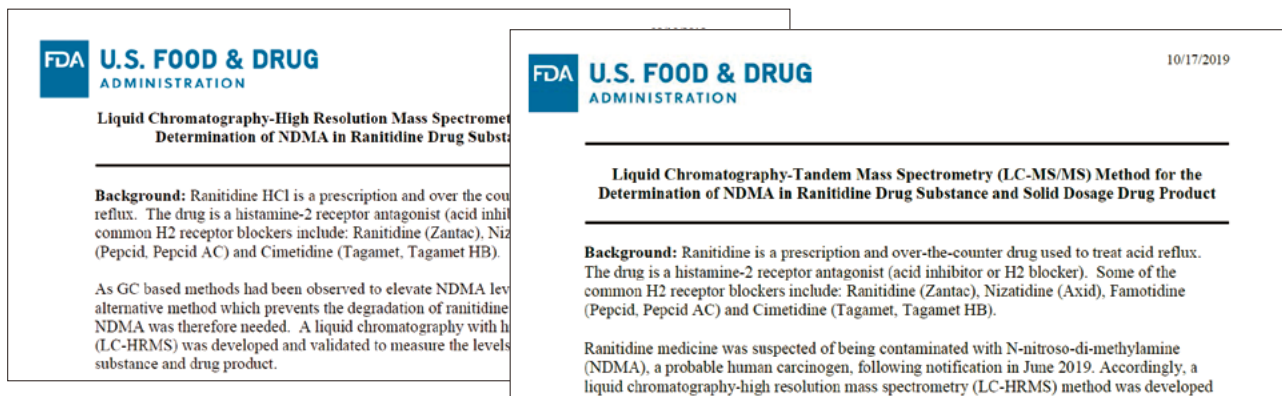 FDA U.S. FOOD & DRUG
ADMINISTRATION
Liquid Chromatography-High Resolution Mass
Determination of NDMA in Ranitidine Drug
Background: Ranitidine HCl is a prescription and over the
reflux. The drug is a histamine-2 receptor antagonist (acid
common H2 receptor blockers include: Ranitidine (Zantac),
(Pepcid, Pepcid AC) and Cimetidine (Tagamet, Tagamet HB).
As GC based methods had been observed to elevate NDMA
alternative method which prevents the degradation of ranitidine
NDMA was therefore needed. A liquid chromatography with
(LC-HRMS) was developed and validated to measure the levels
substance and drug product.
10/17/2019
FDA U.S. FOOD & DRUG
ADMINISTRATION
Liquid Chromatography-Tandem Mass Spectrometry (LC-MS/MS) Method for the
Determination of NDMA in Ranitidine Drug Substance and Solid Dosage Drug Product
Background: Ranitidine is a prescription and over-the-counter drug used to treat acid reflux.
The drug is a histamine-2 receptor antagonist (acid inhibitor or H2 blocker). Some of the
common H2 receptor blockers include: Ranitidine (Zantac), Nizatidine (Axid), Famotidine
(Pepcid, Pepcid AC) and Cimetidine (Tagamet, Tagamet HB).
Ranitidine medicine was suspected of being contaminated with N-nitroso-di-methylamine
(NDMA), a probable human carcinogen, following notification in June 2019. Accordingly, a
liquid chromatography-high resolution mass spectrometry (LC-HRMS) method was developed